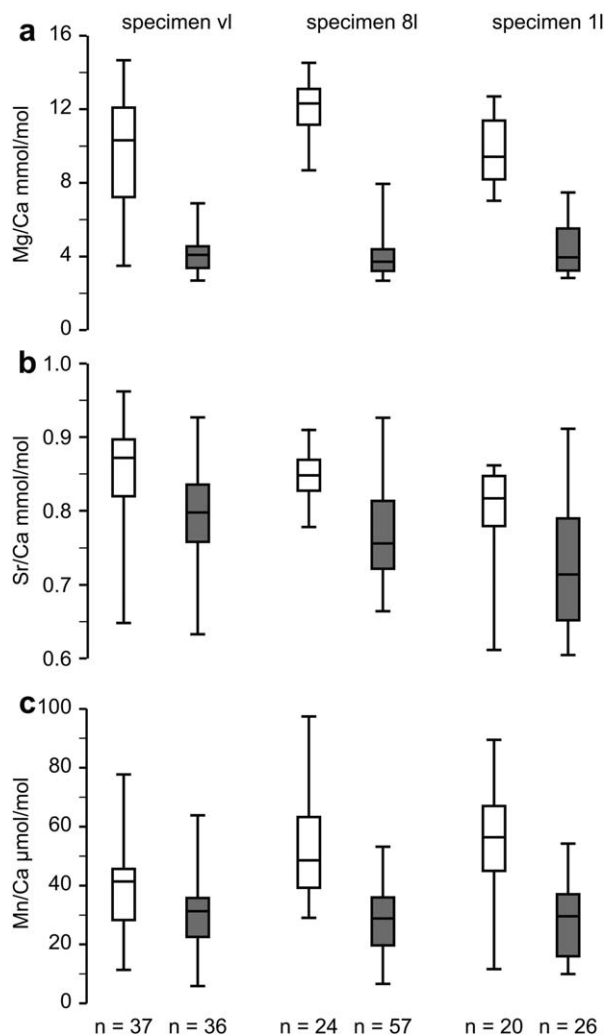 specimen vl specimen 8l specimen 1l
a
16
12
8
4
0
Mg/Ca mmol/mol
b
1.0
0.9
0.8
0.7
0.6
Sr/Ca mmol/mol
c
100
80
60
40
20
0
Mn/Ca µmol/mol
n = 37 n = 36 n = 24 n = 57 n = 20 n = 26